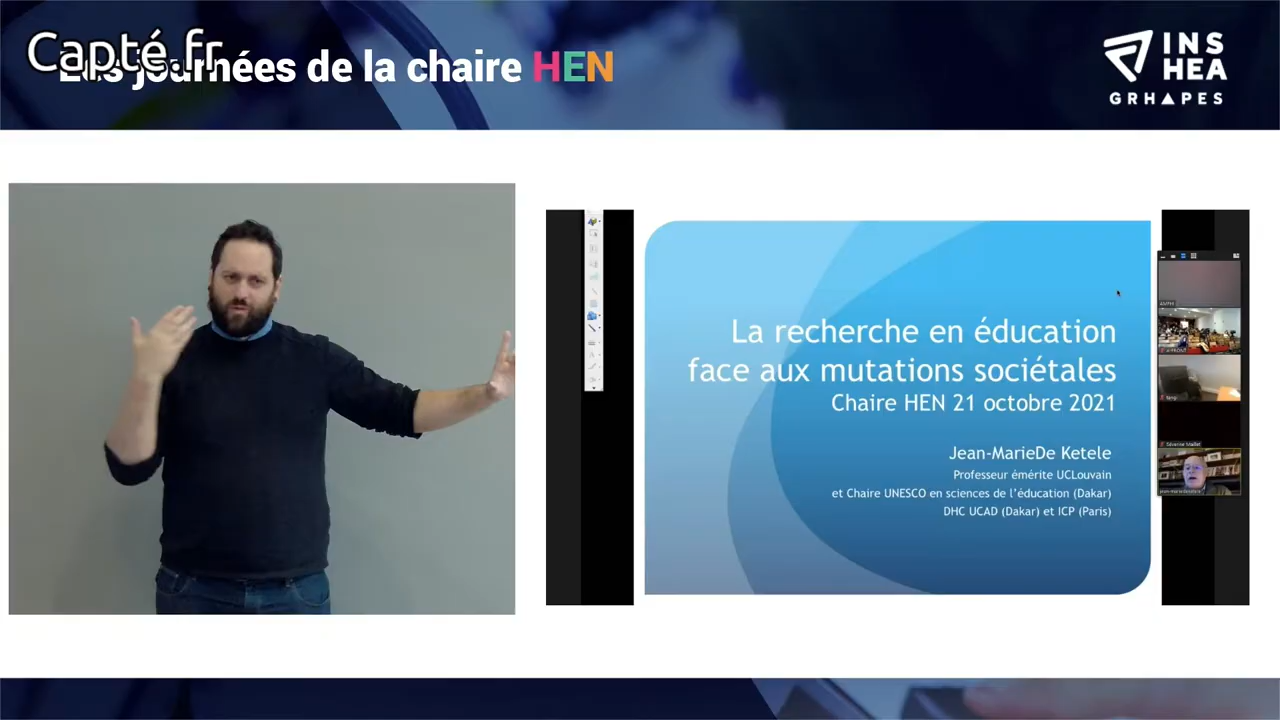 Capté.fr
Les journées de la chaire HEN
INS
HEA
GRHAPES
La recherche en éducation
face aux mutations sociétales
Chaire HEN 21 octobre 2021
Jean-MarieDe Ketele
Professeur émérite UCLouvain
et Chaire UNESCO en sciences de l'éducation (Dakar)
DHC UCAD (Dakar) et ICP (Paris)